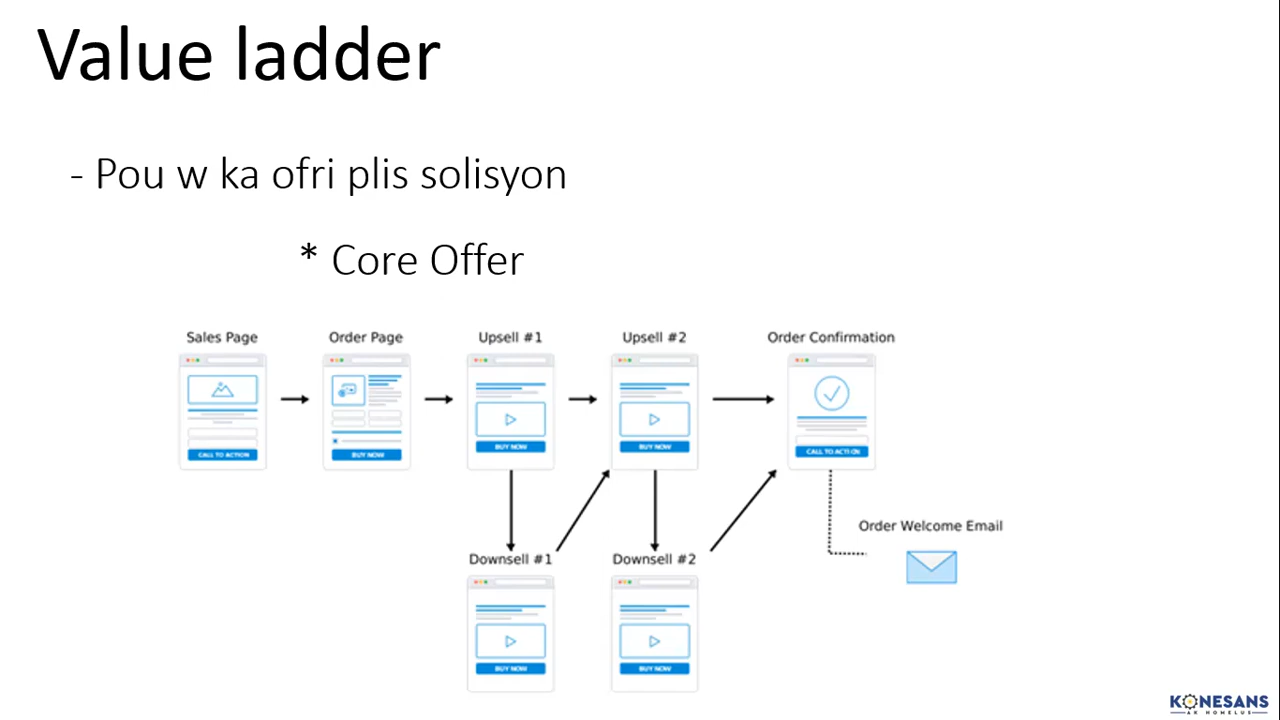 Value ladder
- Pou w ka ofri plis solisyon
* Core Offer
Sales Page
Order Page
Upsell #1
Upsell #2
Order Confirmation
CALL TO ACTION
BUY NOW
BUY NOW
BUY NOW
CALL TO ACTION
Order Welcome Email
Downsell #1
Downsell #2
BUY NOW
BUY NOW
KONESANS
AK HOMELUS